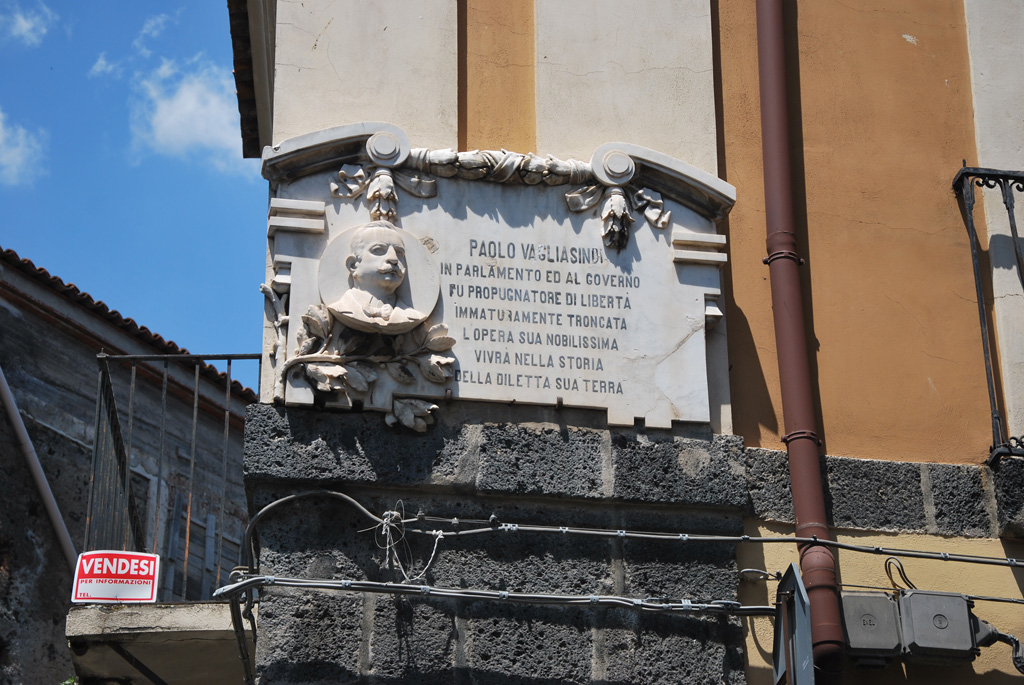 PAOLO VAGLIASINDI
IN PARLAMENTO ED AL GOVERNO
FU PROPUGNATORE DI LIBERTÀ
IMMATURAMENTE TRONCATA
L OPERA SUA NOBILISSIMA
VIVRÀ NELLA STORIA
DELLA DILETTA SUA TERRA
VENDESI
PER INFORMAZIONI
TEL.